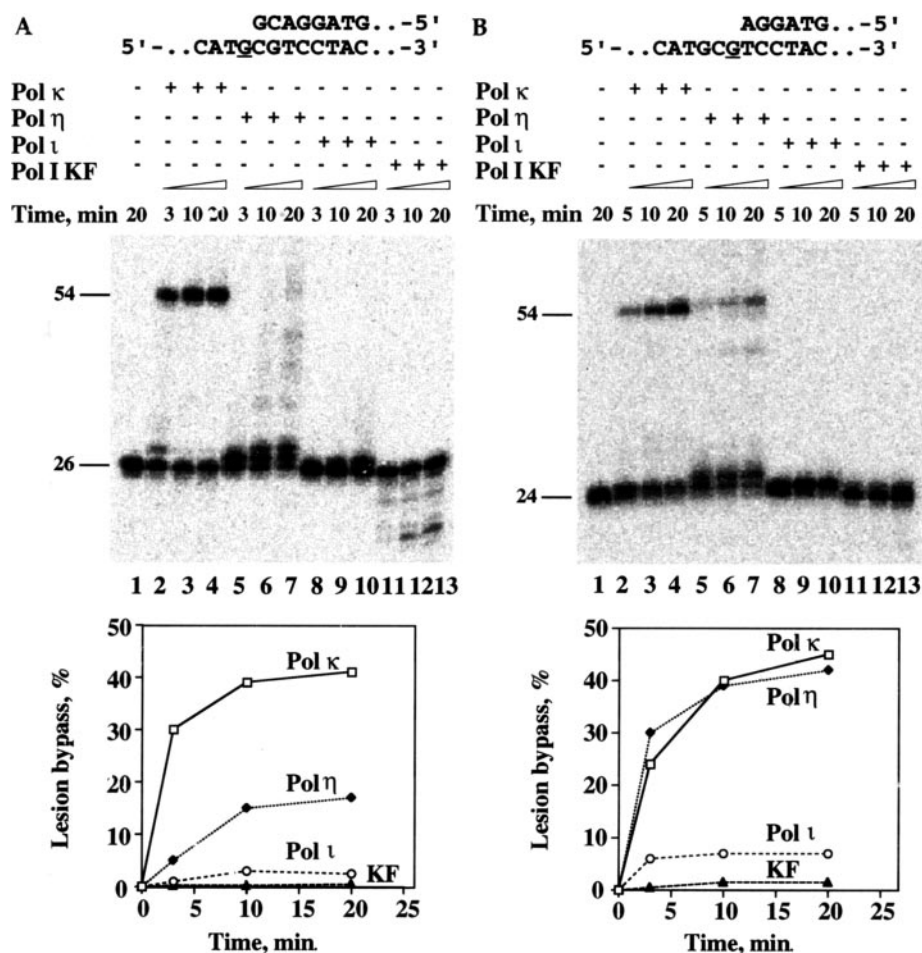 A
GCAGGATG..-5'
5'-..CATGCGTCCTAC..-3'
Pol κ - + + + - - - - - - - - -
Pol η - - - - + + + - - - - - -
Pol ι - - - - - - - + + + - - -
Pol I KF - - - - - - - - - - + + +
Time, min 20 3 10 20 3 10 20 3 10 20 3 10 20
54
26
1 2 3 4 5 6 7 8 9 10 11 12 13
50
40
30
20
10
0
Lesion bypass, %
Pol κ
Pol η
Pol ι
KF
0 5 10 15 20 25
Time, min.
B
AGGATG..-5'
5'-..CATGCGTCCTAC..-3'
Pol κ - + + + - - - - - - - - -
Pol η - - - - + + + - - - - - -
Pol ι - - - - - - - + + + - - -
Pol I KF - - - - - - - - - - + + +
Time, min 20 5 10 20 5 10 20 5 10 20 5 10 20
54
24
1 2 3 4 5 6 7 8 9 10 11 12 13
50
40
30
20
10
0
Lesion bypass, %
Pol κ
Pol η
Pol ι
KF
0 5 10 15 20 25
Time, min.